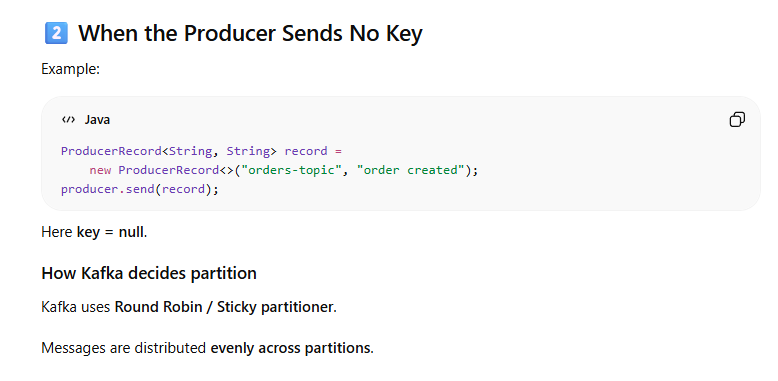 2 When the Producer Sends No Key
Example:
</> Java
ProducerRecord<String, String> record =
    new ProducerRecord<>("orders-topic", "order created");
producer.send(record);
Here key = null.
How Kafka decides partition
Kafka uses Round Robin / Sticky partitioner.
Messages are distributed evenly across partitions.